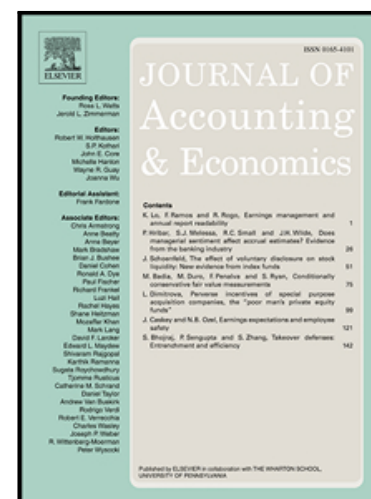 ELSEVIER
ISSN 0165-4101
JOURNAL OF
Accounting
& Economics
Founding Editors:
Ross L. Watts
Jerold L. Zimmerman
Editors:
Robert W. Holthausen
S.P. Kothari
John E. Core
Michelle Hanlon
Wayne R. Guay
Joanna Wu
Editorial Assistant:
Frank Fardone
Associate Editors:
Chris Armstrong
Anne Beatty
Anne Beyer
Mark Bradshaw
Brian J. Bushee
Daniel Cohen
Ronald A. Dye
Paul Fischer
Richard Frankel
Luzi Hail
Rachel Hayes
Shane Heitzman
Mozaffar Khan
Mark Lang
David F. Larcker
Edward L. Maydew
Shivaram Rajgopal
Karthik Ramanna
Sugata Roychowdhury
Tjomme Rusticus
Catherine M. Schrand
Daniel Taylor
Andrew Van Buskirk
Rodrigo Verdi
Robert E. Verrecchia
Charles Wasley
Joseph P. Weber
R. Wittenberg-Moerman
Peter Wysocki
Contents
K. Lo, F. Ramos and R. Rogo, Earnings management and
annual report readability 1
P. Hribar, S.J. Melessa, R.C. Small and J.H. Wilde, Does
managerial sentiment affect accrual estimates? Evidence
from the banking industry 26
J. Schoenfeld, The effect of voluntary disclosure on stock
liquidity: New evidence from index funds 51
M. Badia, M. Duro, F. Penalva and S. Ryan, Conditionally
conservative fair value measurements 75
L. Dimitrova, Perverse incentives of special purpose
acquisition companies, the "poor man's private equity
funds" 99
J. Caskey and N.B. Ozel, Earnings expectations and employee
safety 121
S. Bhojraj, P. Sengupta and S. Zhang, Takeover defenses:
Entrenchment and efficiency 142
Published by ELSEVIER in collaboration with THE WHARTON SCHOOL,
UNIVERSITY OF PENNSYLVANIA